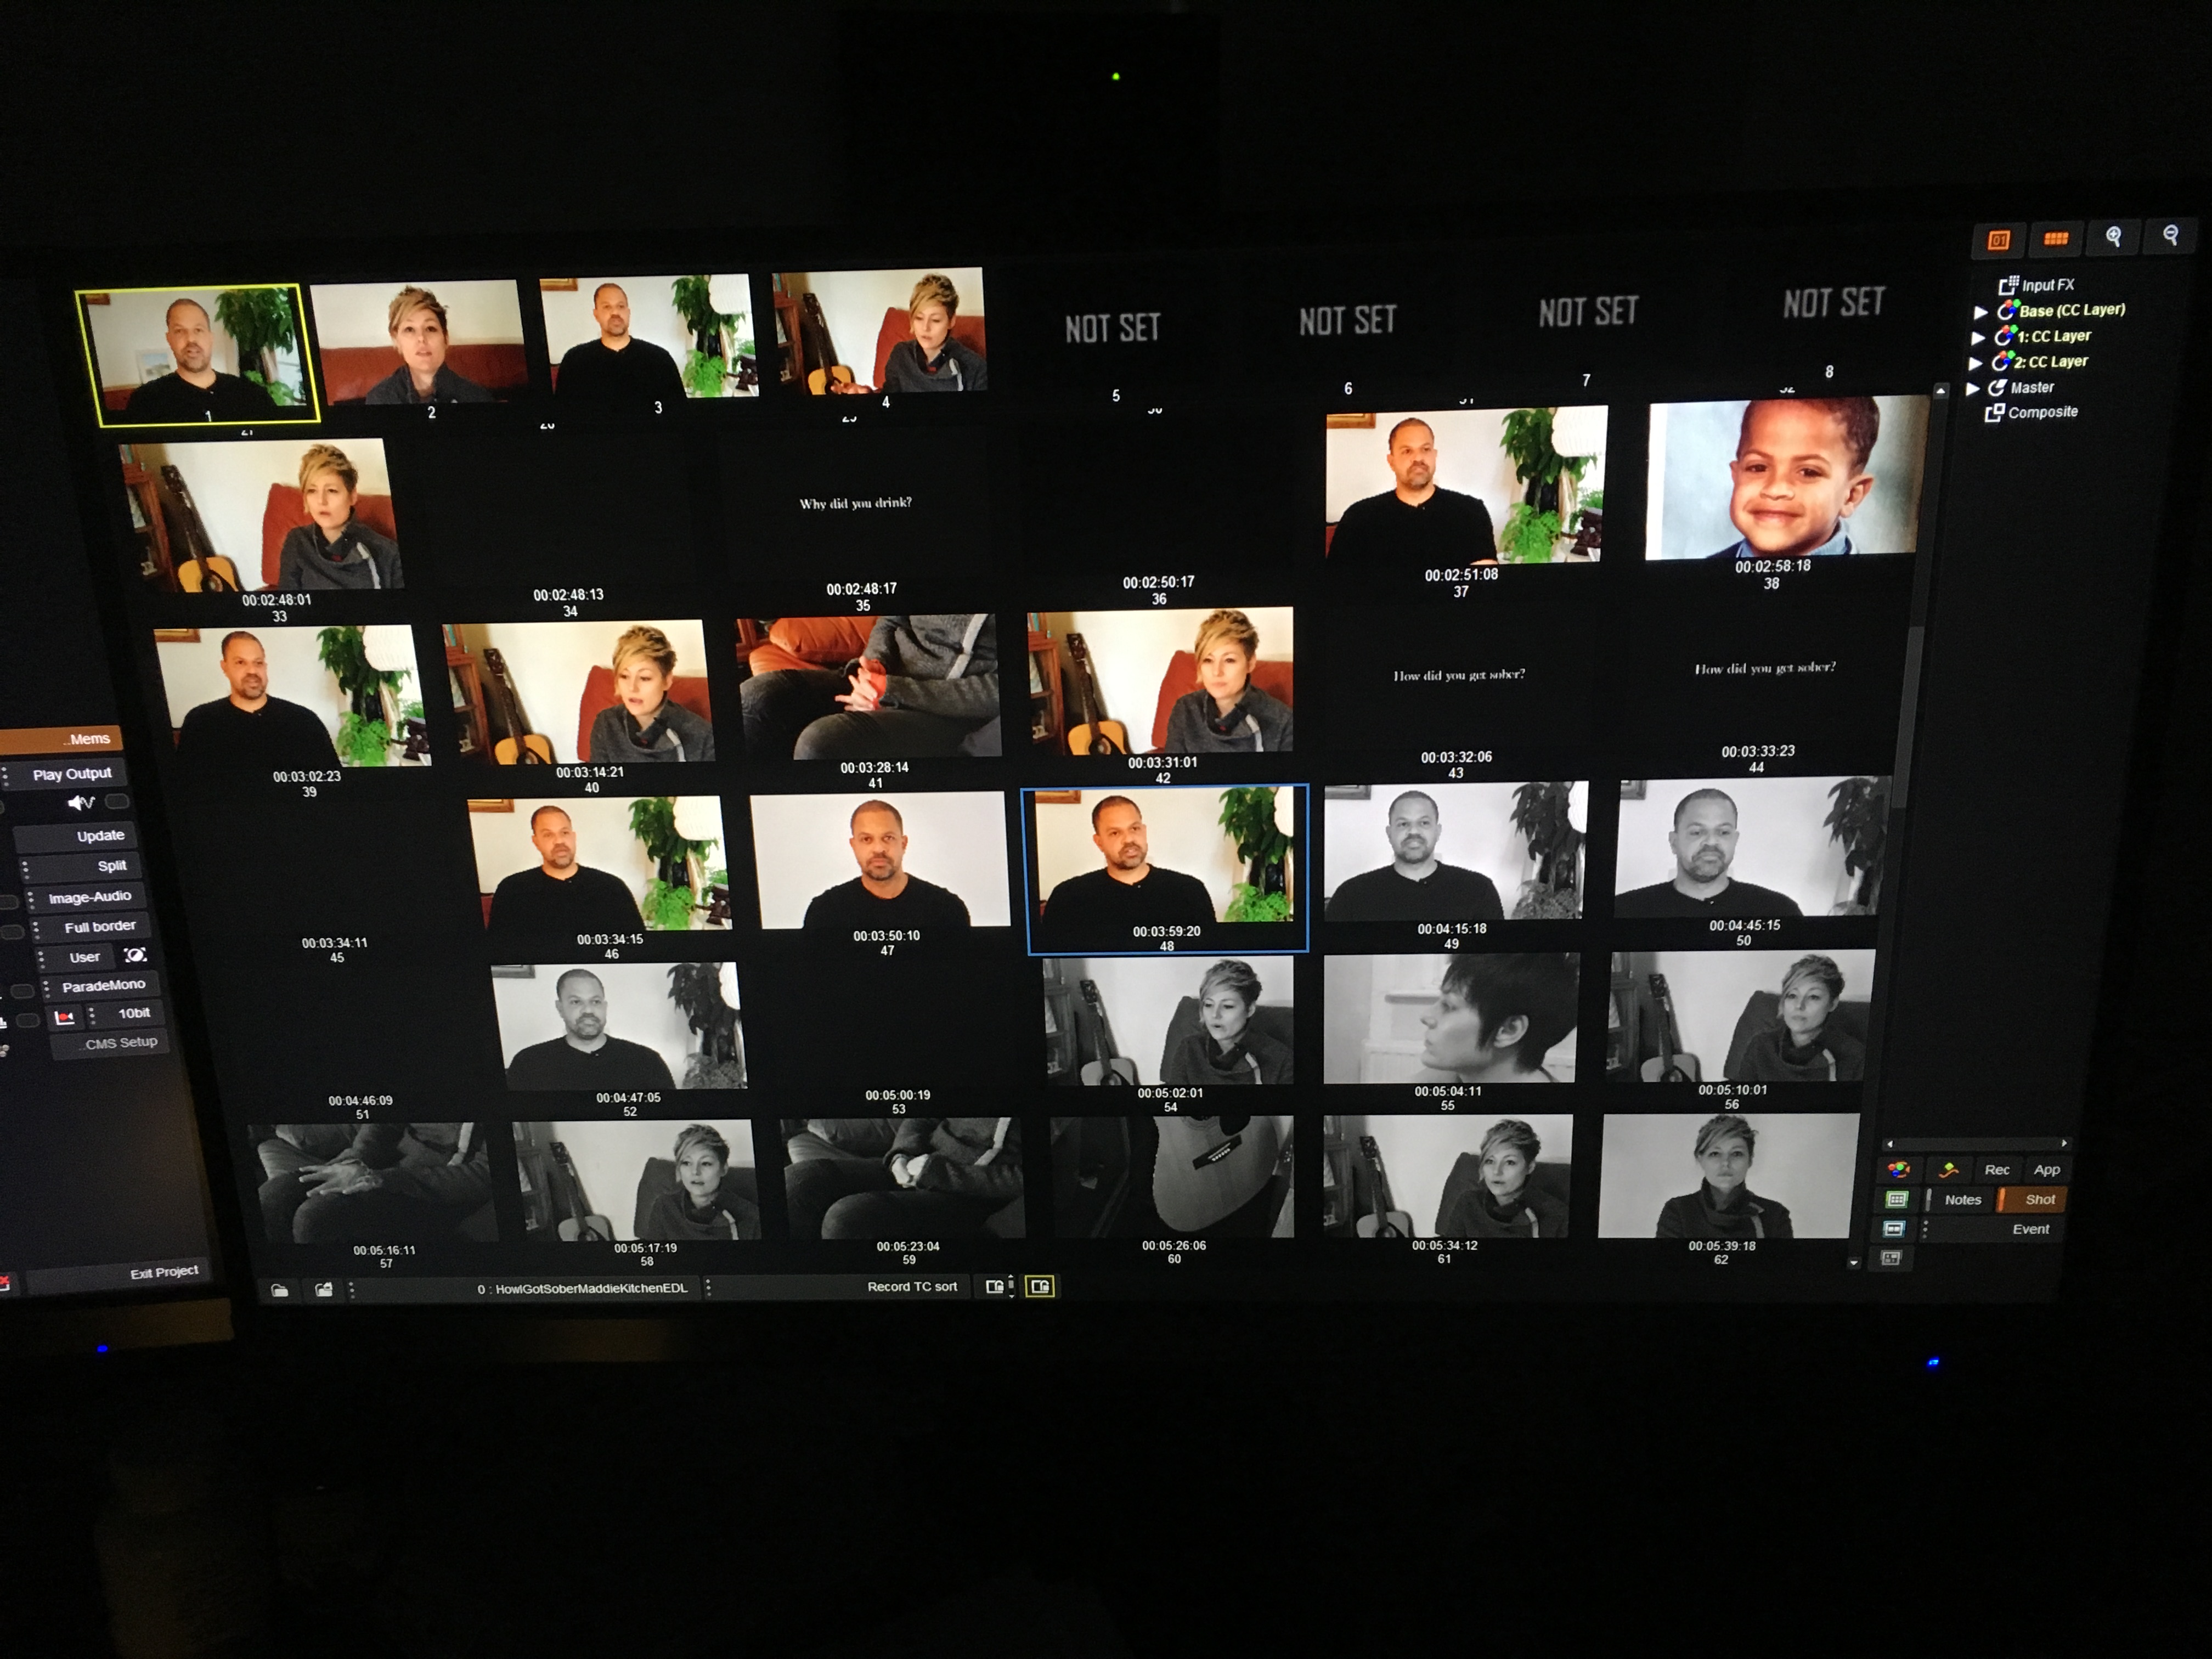 NOT SET
NOT SET
NOT SET
NOT SET
1
2
3
4
5
6
7
8
Input FX
Base (CC Layer)
1: CC Layer
2: CC Layer
Master
Composite
Why did you drink?
00:02:48:01
33
00:02:48:13
34
00:02:48:17
35
00:02:50:17
36
00:02:51:08
37
00:02:58:18
38
How did you get sober?
How did you get sober?
00:03:02:23
39
00:03:14:21
40
00:03:28:14
41
00:03:31:01
42
00:03:32:06
43
00:03:33:23
44
00:03:34:11
45
00:03:34:15
46
00:03:50:10
47
00:03:59:20
48
00:04:15:18
49
00:04:45:15
50
00:04:46:09
51
00:04:47:05
52
00:05:00:19
53
00:05:02:01
54
00:05:04:11
55
00:05:10:01
56
00:05:16:11
57
00:05:17:19
58
00:05:23:04
59
00:05:26:06
60
00:05:34:12
61
00:05:39:18
62
..Mems
Play Output
Update
Split
Image-Audio
Full border
User
ParadeMono
10bit
..CMS Setup
Exit Project
0 : HowIGotSoberMaddieKitchenEDL
Record TC sort
01
Rec
App
Notes
Shot
Event